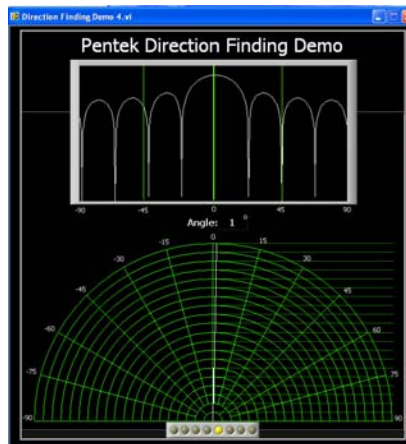 Direction Finding Demo 4.vi
Pentek Direction Finding Demo
-90 -45 0 45 90
Angle: 1 °
0
-15 15
-30 30
-45 45
-60 60
-75 75
-90 90